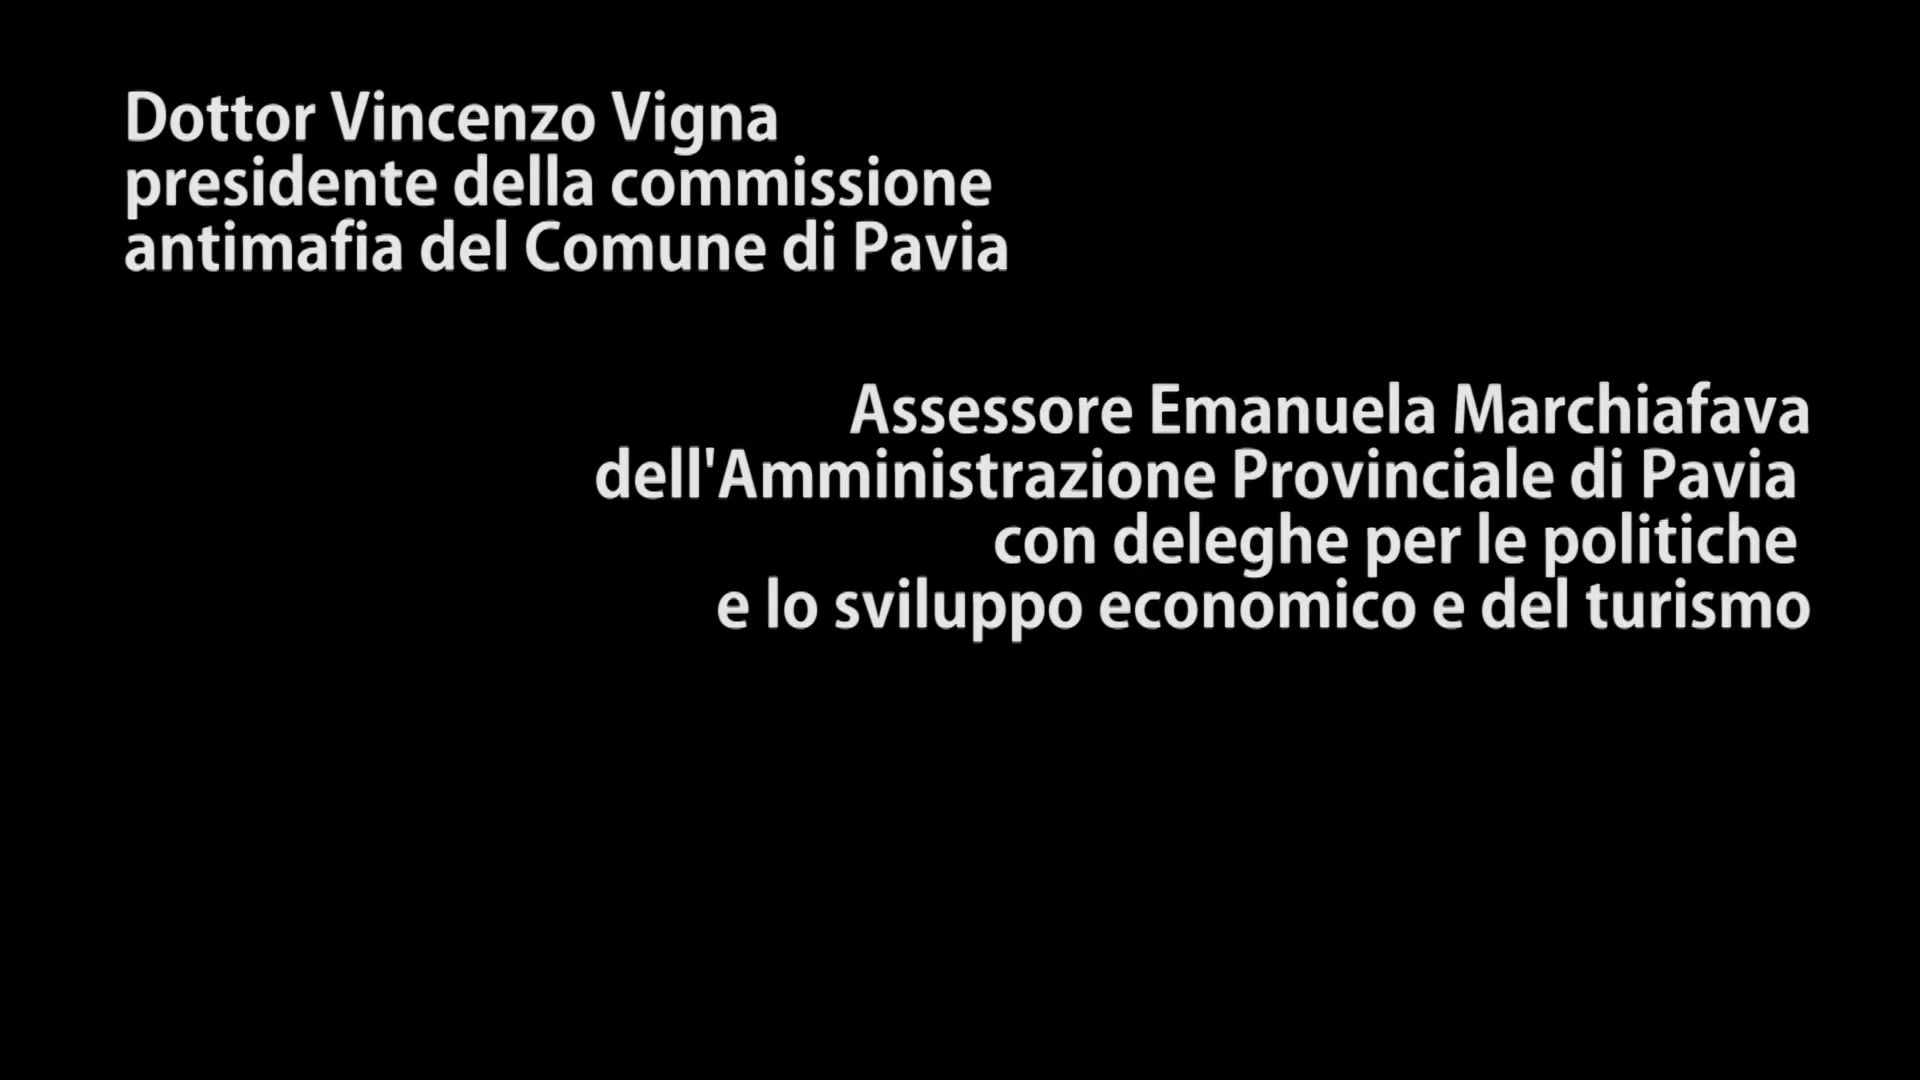 Dottor Vincenzo Vigna
presidente della commissione
antimafia del Comune di Pavia
Assessore Emanuela Marchiafava
dell'Amministrazione Provinciale di Pavia
con deleghe per le politiche
e lo sviluppo economico e del turismo